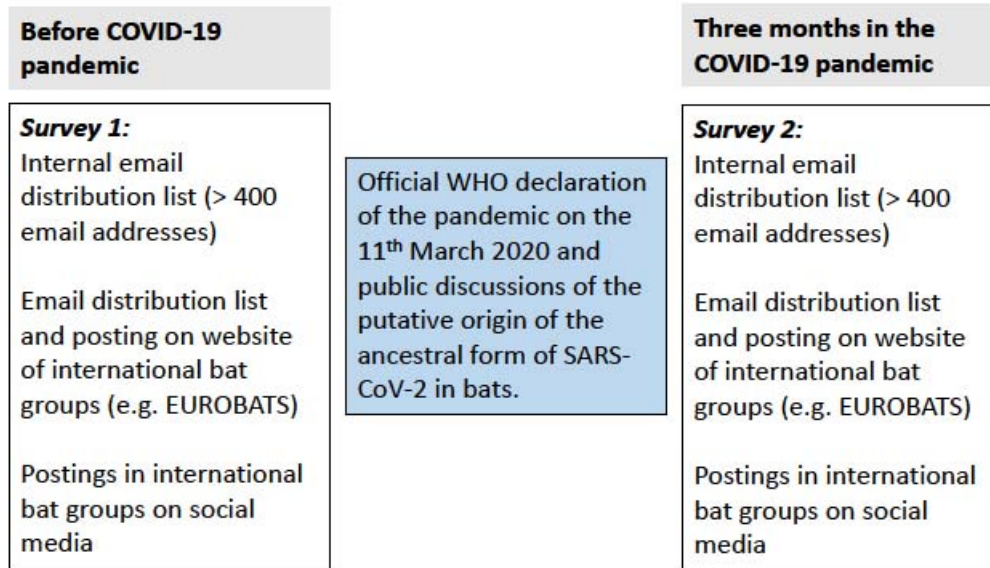 Before COVID-19
pandemic
Survey 1:
Internal email
distribution list (> 400
email addresses)
Email distribution list
and posting on website
of international bat
groups (e.g. EUROBATS)
Postings in international
bat groups on social
media
Official WHO declaration
of the pandemic on the
11th March 2020 and
public discussions of the
putative origin of the
ancestral form of SARS-
CoV-2 in bats.
Three months in the
COVID-19 pandemic
Survey 2:
Internal email
distribution list (> 400
email addresses)
Email distribution list
and posting on website
of international bat
groups (e.g. EUROBATS)
Postings in international
bat groups on social
media